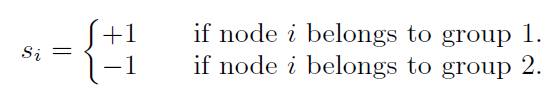 s_i = { +1 if node i belongs to group 1.
−1 if node i belongs to group 2.